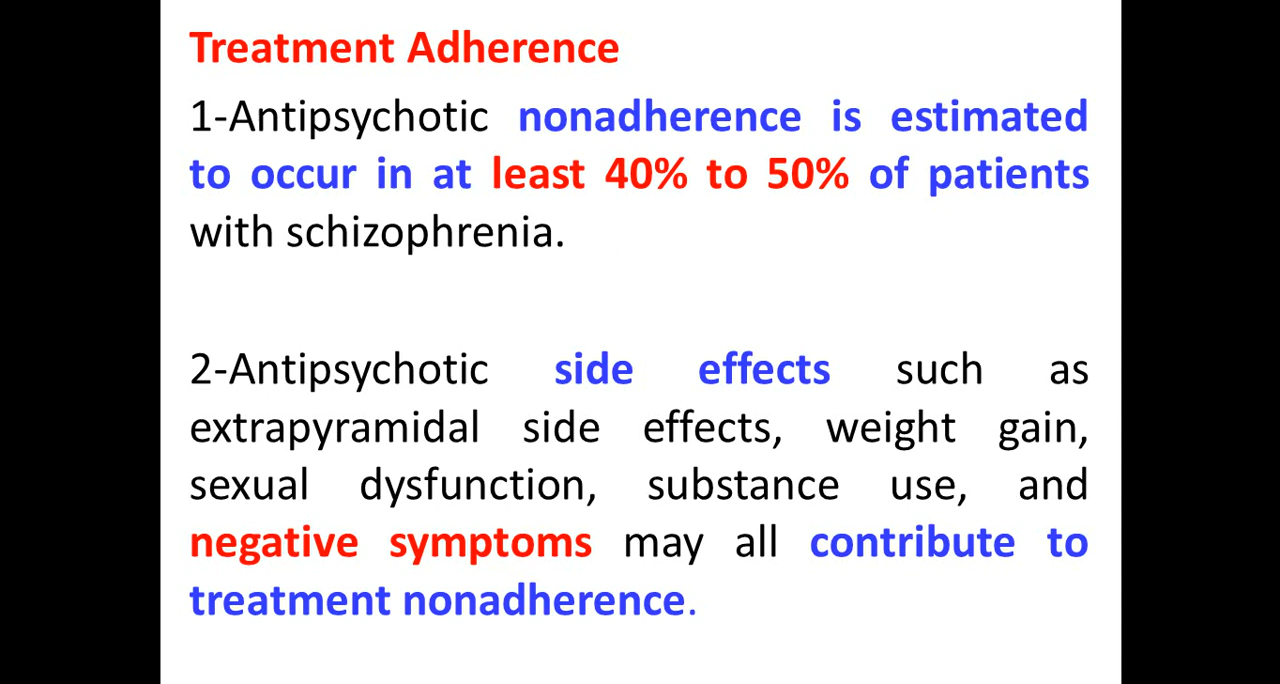 Treatment Adherence
1-Antipsychotic nonadherence is estimated
to occur in at least 40% to 50% of patients
with schizophrenia.
2-Antipsychotic side effects such as
extrapyramidal side effects, weight gain,
sexual dysfunction, substance use, and
negative symptoms may all contribute to
treatment nonadherence.